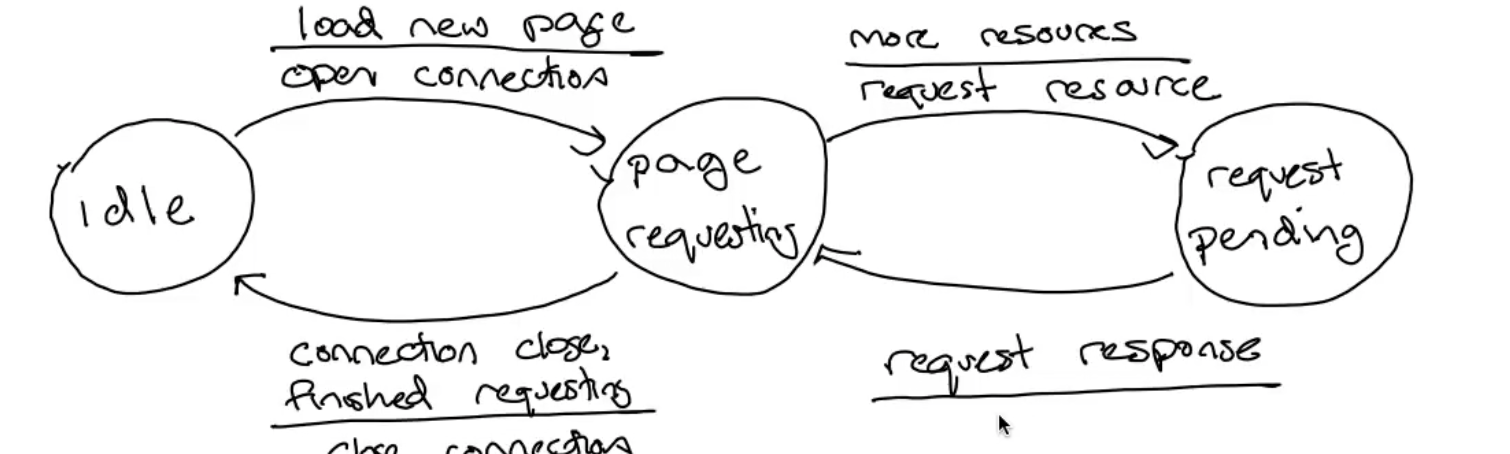 load new page
open connection
more resources
request resource
idle
page
requesting
request
pending
connection close,
finished requesting
close connection
request response